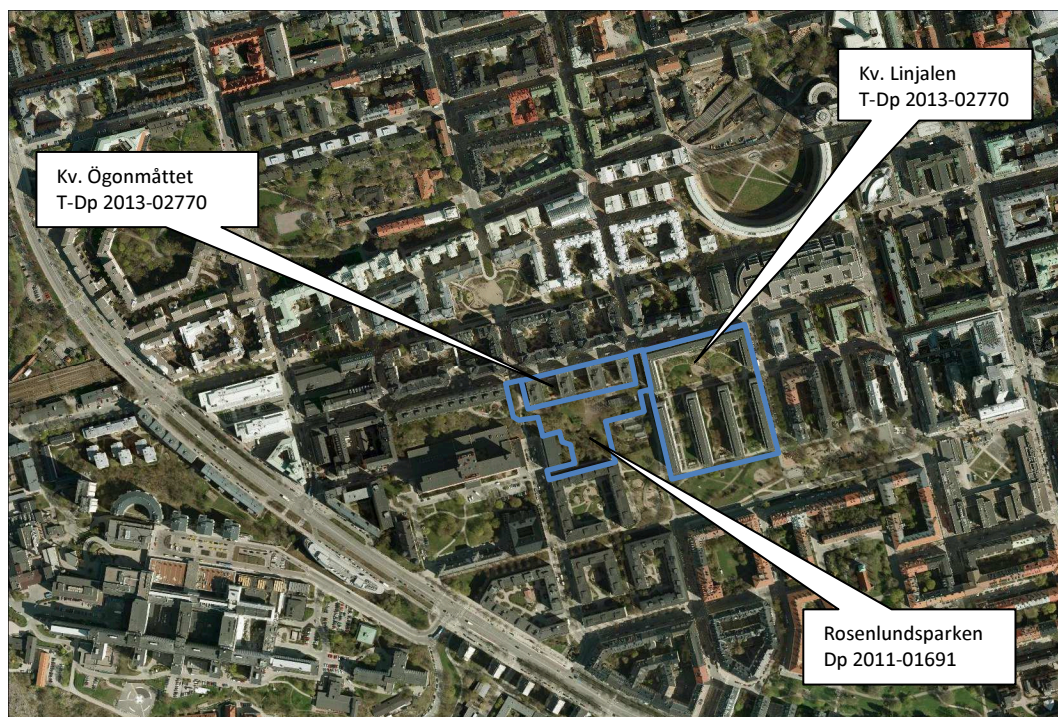 Kv. Linjalen
T-Dp 2013-02770
Kv. Ögonmåttet
T-Dp 2013-02770
Rosenlundsparken
Dp 2011-01691